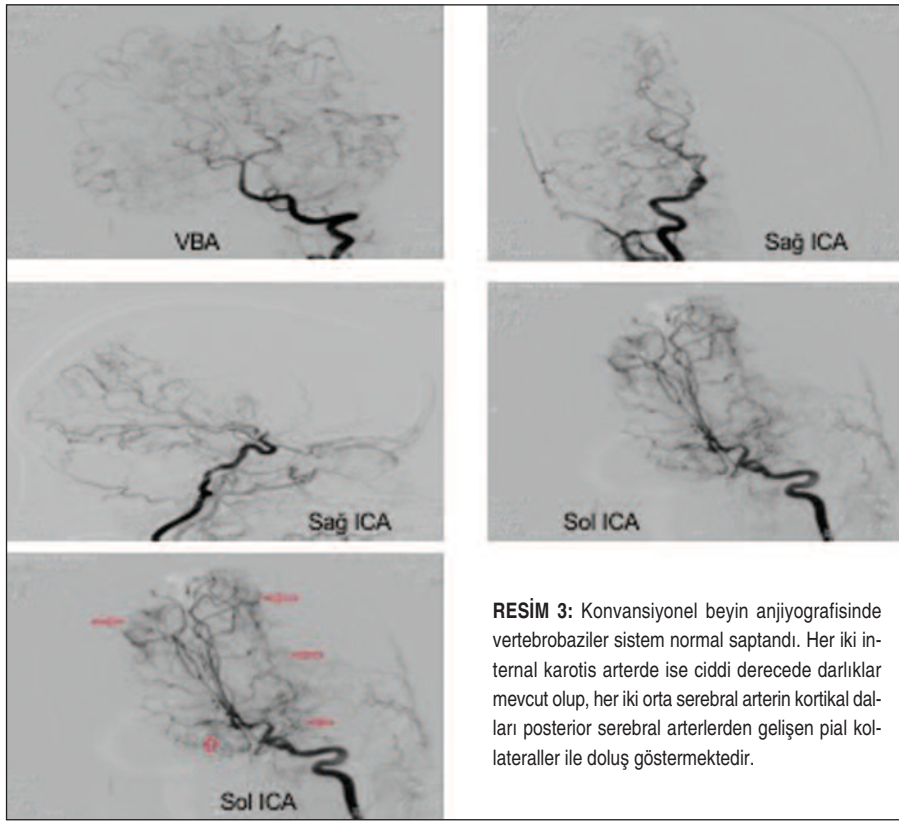 VBA
Sağ ICA
Sağ ICA
Sol ICA
Sol ICA
RESİM 3: Konvansiyonel beyin anjiyografisinde
vertebrobaziler sistem normal saptandı. Her iki in-
ternal karotis arterde ise ciddi derecede darlıklar
mevcut olup, her iki orta serebral arterin kortikal dal-
ları posterior serebral arterlerden gelişen pial kol-
lateraller ile doluş göstermektedir.